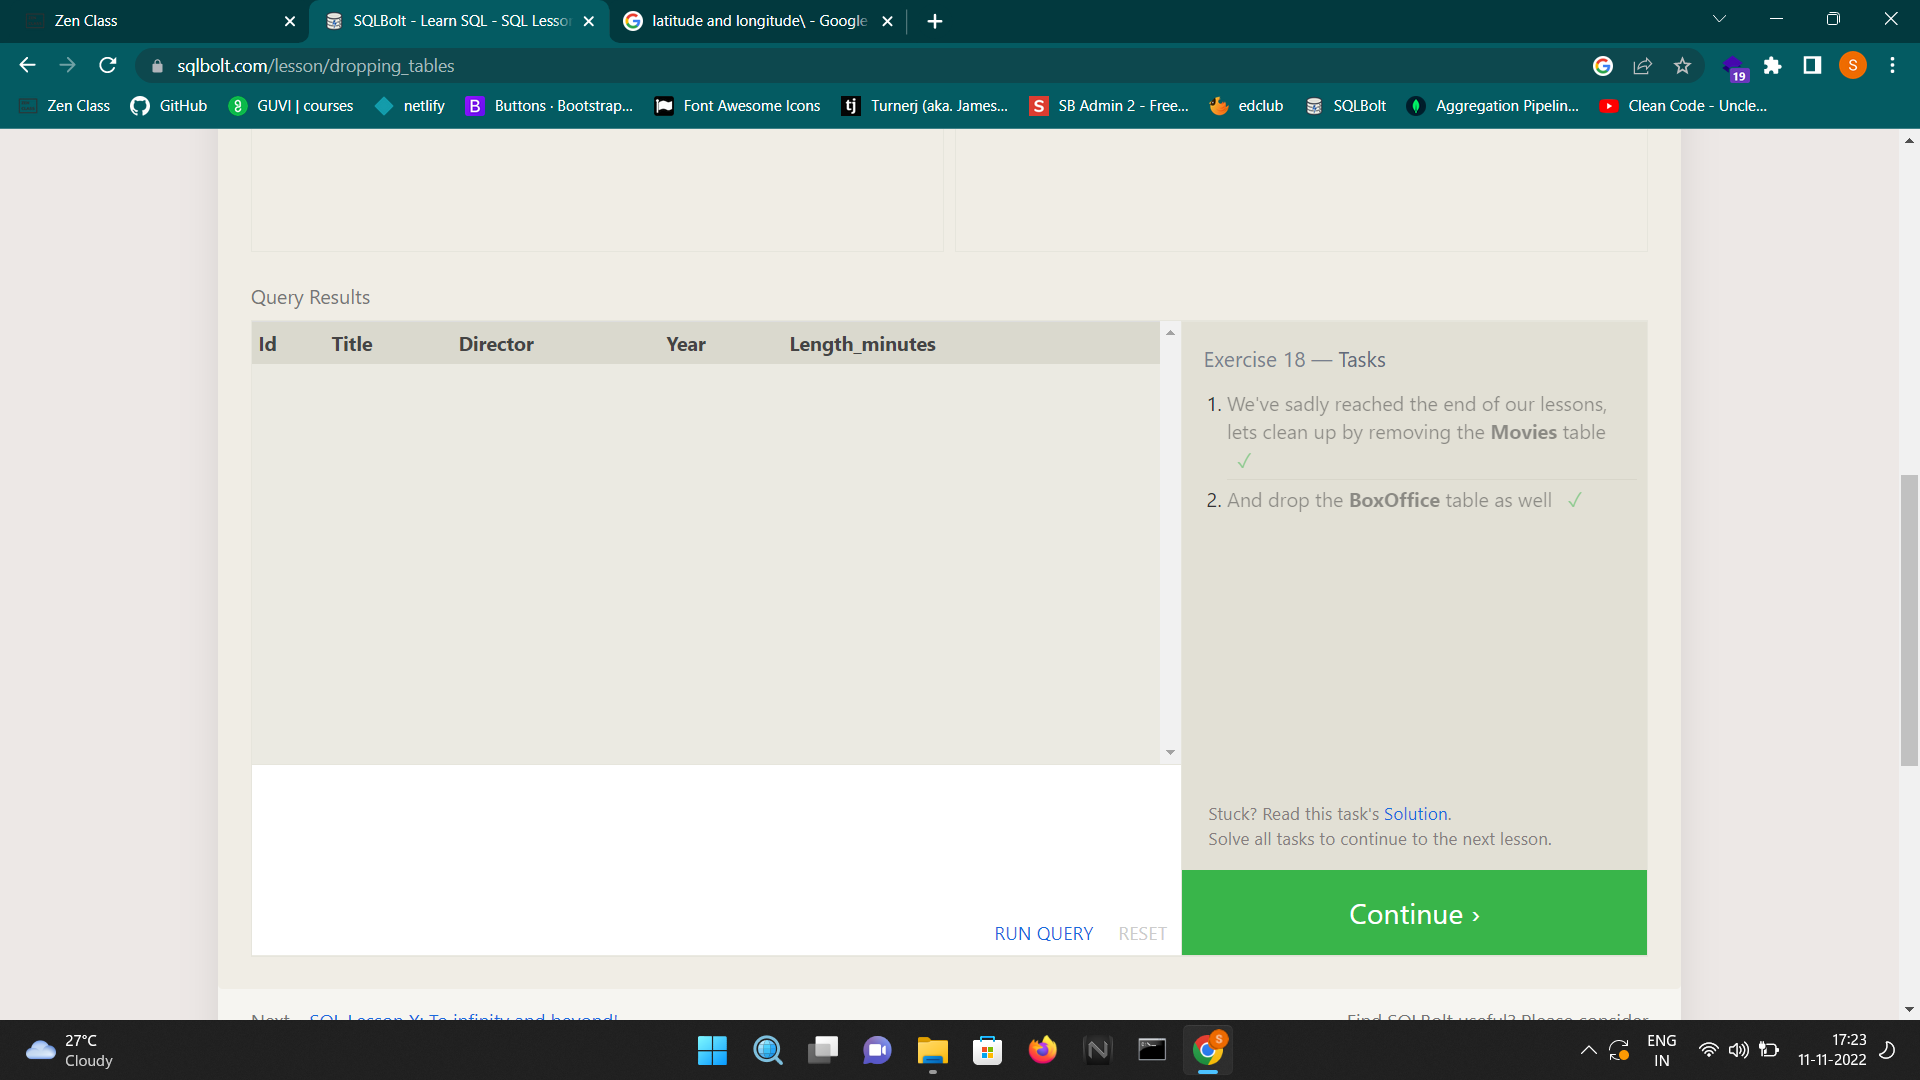 Zen Class
SQLBolt - Learn SQL - SQL Lesson
latitude and longitude\ - Google
sqlbolt.com/lesson/dropping_tables
19
S
Zen Class
GitHub
GUVI | courses
netlify
B Buttons · Bootstrap...
Font Awesome Icons
tj Turnerj (aka. James...
S SB Admin 2 - Free...
edclub
SQLBolt
Aggregation Pipelin...
Clean Code - Uncle...
Query Results
Id Title Director Year Length_minutes
Exercise 18 — Tasks
1. We've sadly reached the end of our lessons,
lets clean up by removing the Movies table
✓
2. And drop the BoxOffice table as well ✓
Stuck? Read this task's Solution.
Solve all tasks to continue to the next lesson.
RUN QUERY RESET
Continue ›
Next – SQL Lesson X: To infinity and beyond!
Find SQLBolt useful? Please consider
27°C
Cloudy
S
ENG
IN
17:23
11-11-2022